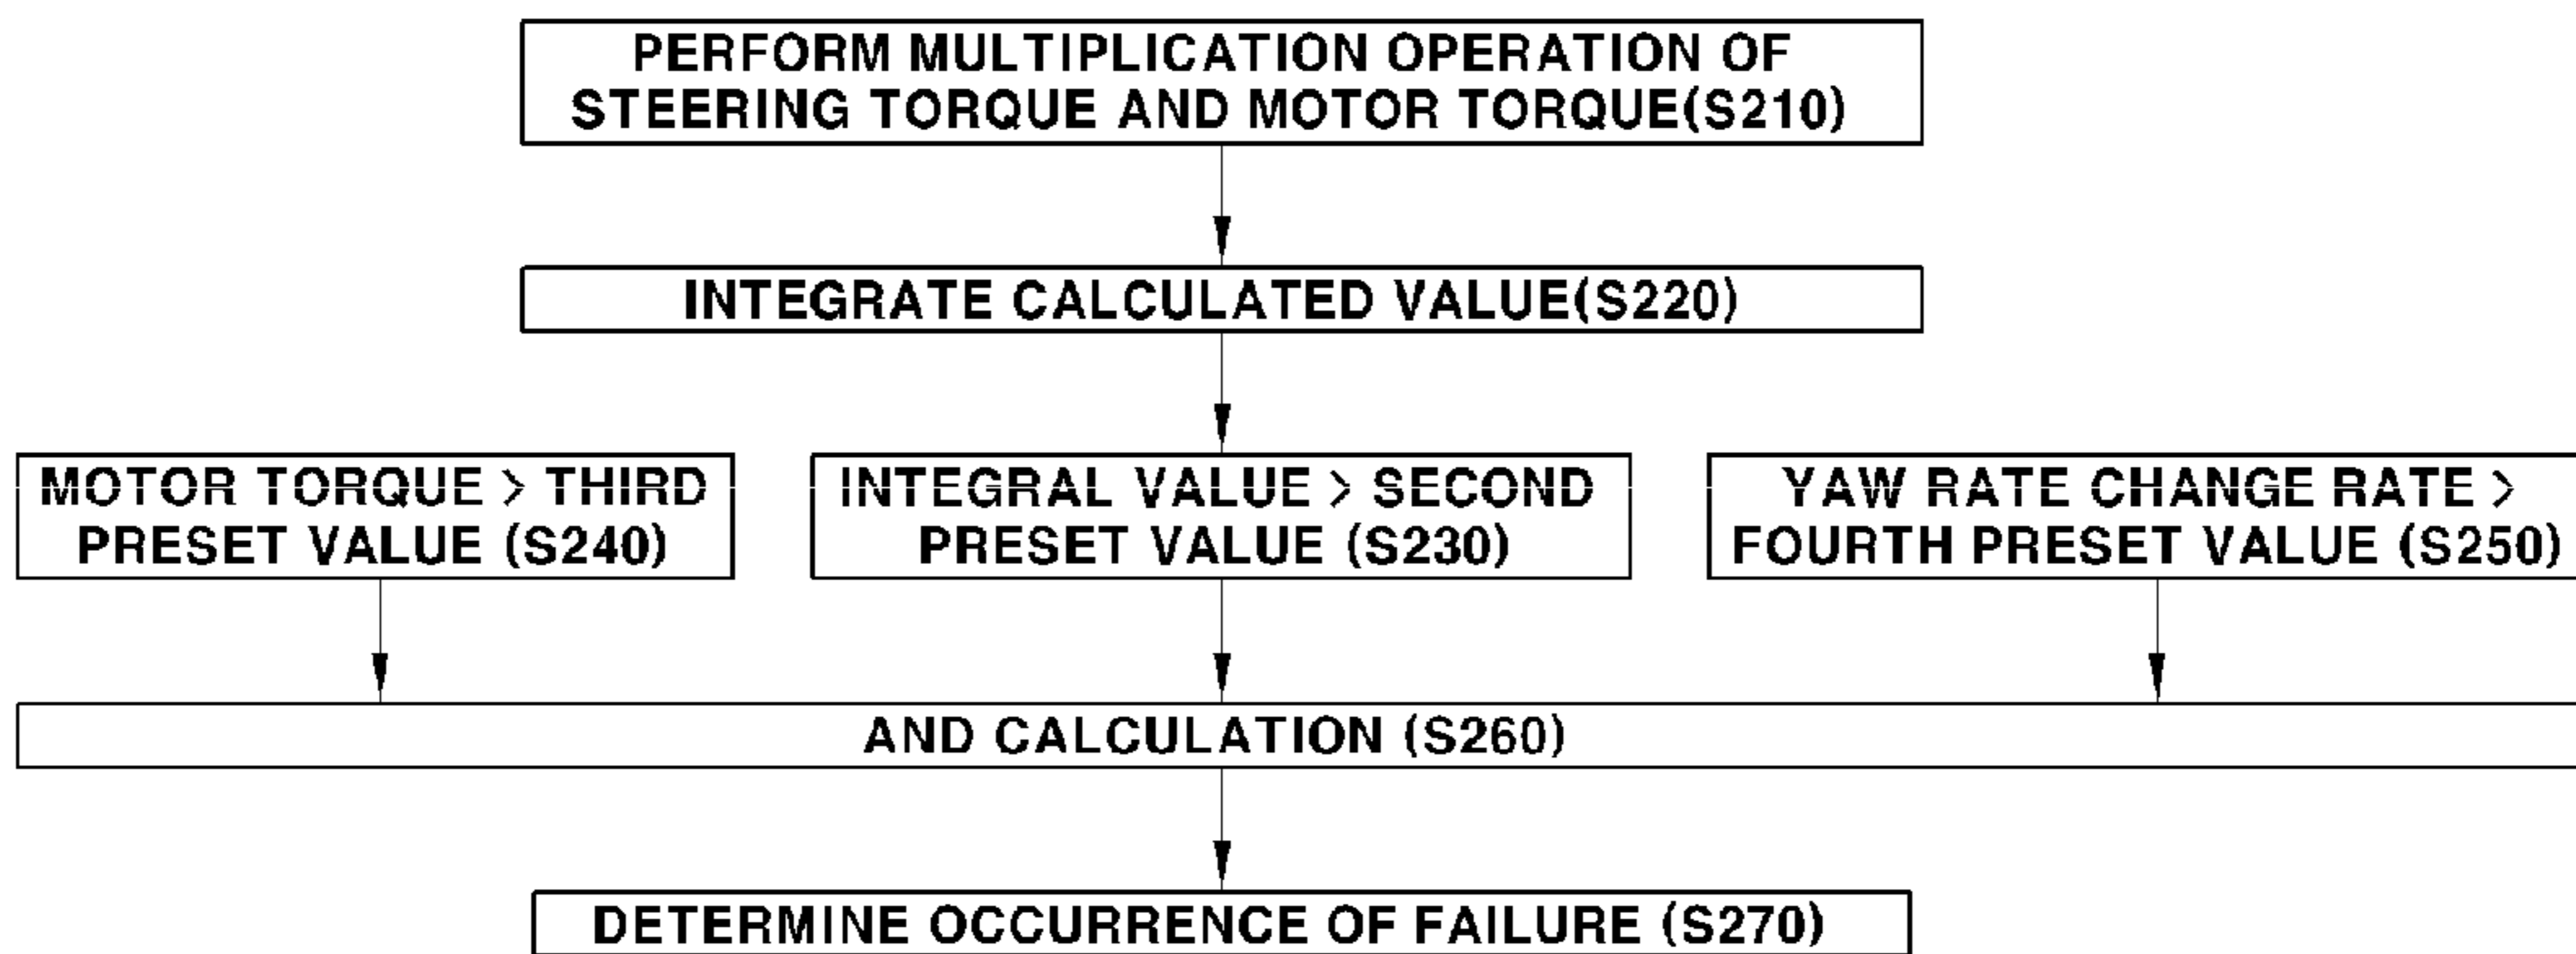 PERFORM MULTIPLICATION OPERATION OF
STEERING TORQUE AND MOTOR TORQUE(S210)
INTEGRATE CALCULATED VALUE(S220)
MOTOR TORQUE > THIRD
PRESET VALUE (S240)
INTEGRAL VALUE > SECOND
PRESET VALUE (S230)
YAW RATE CHANGE RATE >
FOURTH PRESET VALUE (S250)
AND CALCULATION (S260)
DETERMINE OCCURRENCE OF FAILURE (S270)